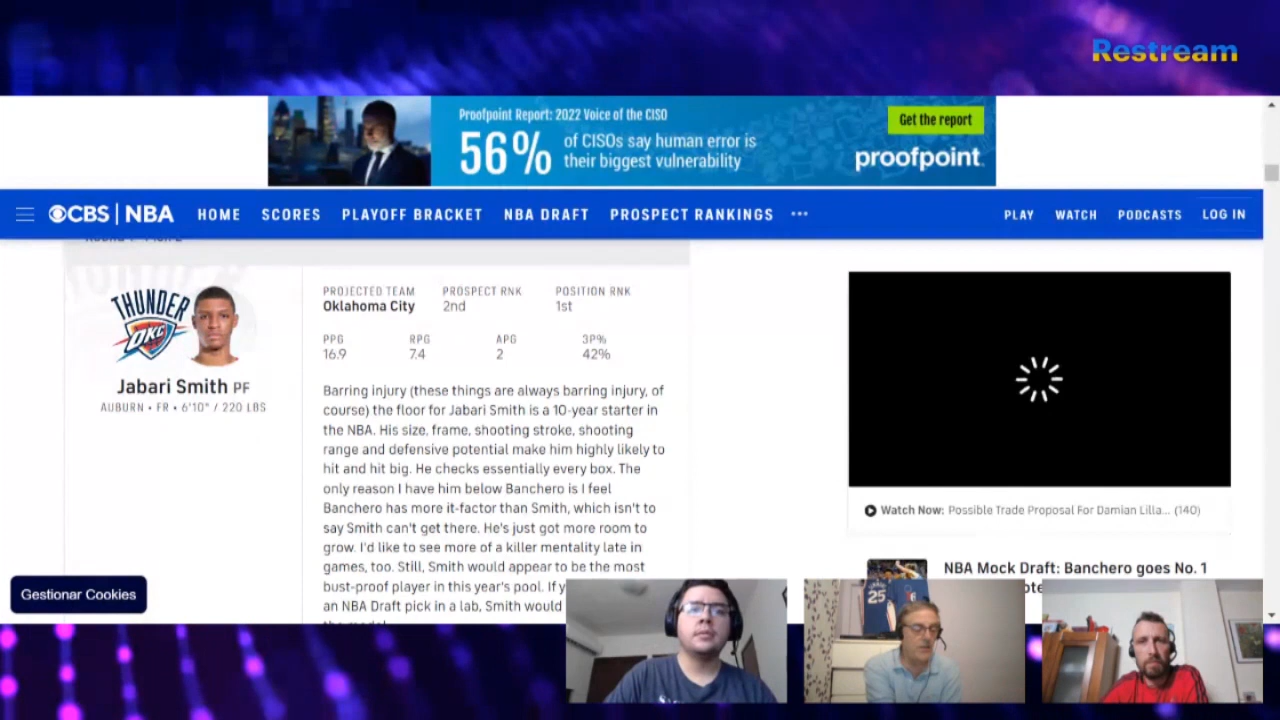 Restream
Proofpoint Report: 2022 Voice of the CISO
56%
of CISOs say human error is
their biggest vulnerability
Get the report
proofpoint.
CBS | NBA
HOME SCORES PLAYOFF BRACKET NBA DRAFT PROSPECT RANKINGS ••• PLAY WATCH PODCASTS LOG IN
THUNDER
OKC
Jabari Smith PF
AUBURN • FR • 6'10" / 220 LBS
PROJECTED TEAM PROSPECT RNK POSITION RNK
Oklahoma City 2nd 1st
PPG RPG APG 3P%
16.9 7.4 2 42%
Barring injury (these things are always barring injury, of
course) the floor for Jabari Smith is a 10-year starter in
the NBA. His size, frame, shooting stroke, shooting
range and defensive potential make him highly likely to
hit and hit big. He checks essentially every box. The
only reason I have him below Banchero is I feel
Banchero has more it-factor than Smith, which isn't to
say Smith can't get there. He's just got more room to
grow. I'd like to see more of a killer mentality late in
games, too. Still, Smith would appear to be the most
bust-proof player in this year's pool. If y
an NBA Draft pick in a lab, Smith would
Watch Now: Possible Trade Proposal For Damian Lilla... (140)
NBA Mock Draft: Banchero goes No. 1
Gestionar Cookies
25